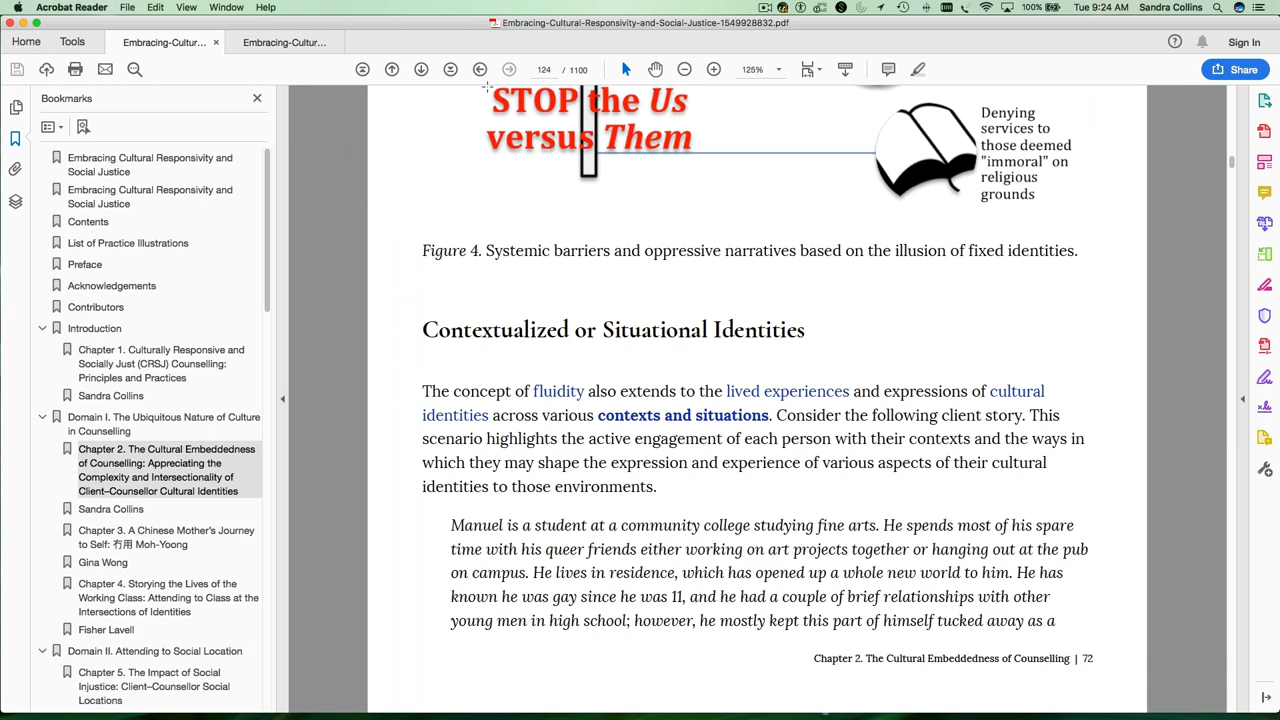 Acrobat Reader File Edit View Window Help 100% Tue 9:24 AM Sandra Collins
Embracing-Cultural-Responsivity-and-Social-Justice-1549928832.pdf
Home Tools Embracing-Cultur... × Embracing-Cultur... Sign In
124 / 1100 125% Share
Bookmarks
Embracing Cultural Responsivity and
Social Justice
Embracing Cultural Responsivity and
Social Justice
Contents
List of Practice Illustrations
Preface
Acknowledgements
Contributors
Introduction
Chapter 1. Culturally Responsive and
Socially Just (CRSJ) Counselling:
Principles and Practices
Sandra Collins
Domain I. The Ubiquitous Nature of Culture
in Counselling
Chapter 2. The Cultural Embeddedness
of Counselling: Appreciating the
Complexity and Intersectionality of
Client–Counsellor Cultural Identities
Sandra Collins
Chapter 3. A Chinese Mother's Journey
to Self: 冇用 Moh-Yoong
Gina Wong
Chapter 4. Storying the Lives of the
Working Class: Attending to Class at the
Intersections of Identities
Fisher Lavell
Domain II. Attending to Social Location
Chapter 5. The Impact of Social
Injustice: Client–Counsellor Social
Locations
STOP the Us
versus Them
Denying
services to
those deemed
"immoral" on
religious
grounds
Figure 4. Systemic barriers and oppressive narratives based on the illusion of fixed identities.
Contextualized or Situational Identities
The concept of fluidity also extends to the lived experiences and expressions of cultural
identities across various contexts and situations. Consider the following client story. This
scenario highlights the active engagement of each person with their contexts and the ways in
which they may shape the expression and experience of various aspects of their cultural
identities to those environments.
Manuel is a student at a community college studying fine arts. He spends most of his spare
time with his queer friends either working on art projects together or hanging out at the pub
on campus. He lives in residence, which has opened up a whole new world to him. He has
known he was gay since he was 11, and he had a couple of brief relationships with other
young men in high school; however, he mostly kept this part of himself tucked away as a
Chapter 2. The Cultural Embeddedness of Counselling | 72